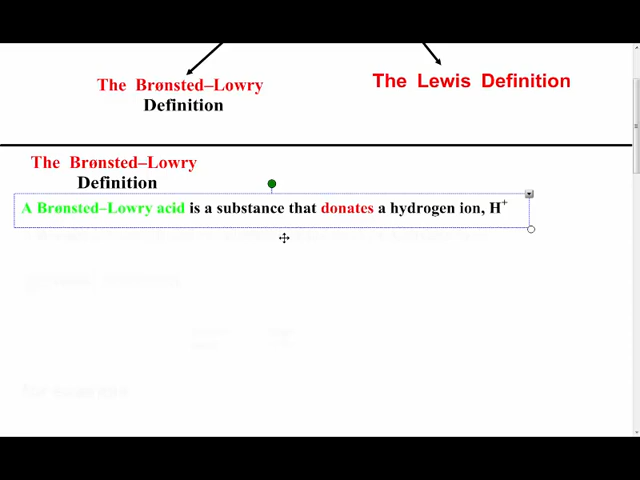 The Brønsted–Lowry
Definition
The Lewis Definition
The Brønsted–Lowry
Definition
A Brønsted–Lowry acid is a substance that donates a hydrogen ion, H⁺